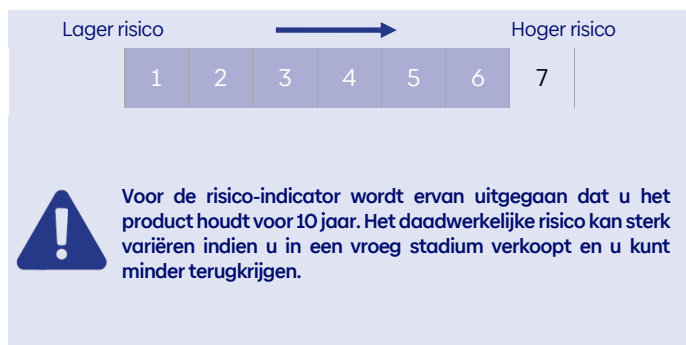 Lager risico Hoger risico
1 2 3 4 5 6 7
Voor de risico-indicator wordt ervan uitgegaan dat u het
product houdt voor 10 jaar. Het daadwerkelijke risico kan sterk
variëren indien u in een vroeg stadium verkoopt en u kunt
minder terugkrijgen.